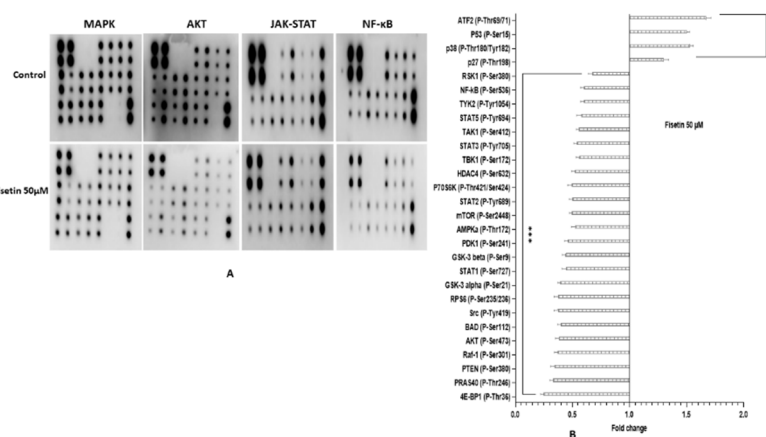 MAPK AKT JAK-STAT NF-κB
Control
isetin 50μM
A
ATF2 (P-Thr69/71)
P53 (P-Ser15)
p38 (P-Thr180/Tyr182)
p27 (P-Thr198)
RSK1 (P-Ser380)
NF-kB (P-Ser536)
TYK2 (P-Tyr1054)
STAT5 (P-Tyr694)
TAK1 (P-Ser412)
STAT3 (P-Tyr705)
TBK1 (P-Ser172)
HDAC4 (P-Ser632)
P70S6K (P-Thr421/Ser424)
STAT2 (P-Tyr689)
mTOR (P-Ser2448)
AMPKa (P-Thr172)
PDK1 (P-Ser241)
GSK-3 beta (P-Ser9)
STAT1 (P-Ser727)
GSK-3 alpha (P-Ser21)
RPS6 (P-Ser235/236)
Src (P-Tyr419)
BAD (P-Ser112)
AKT (P-Ser473)
Raf-1 (P-Ser301)
PTEN (P-Ser380)
PRAS40 (P-Thr246)
4E-BP1 (P-Thr36)
***
Fisetin 50 μM
0.0 0.5 1.0 1.5 2.0
Fold change
B